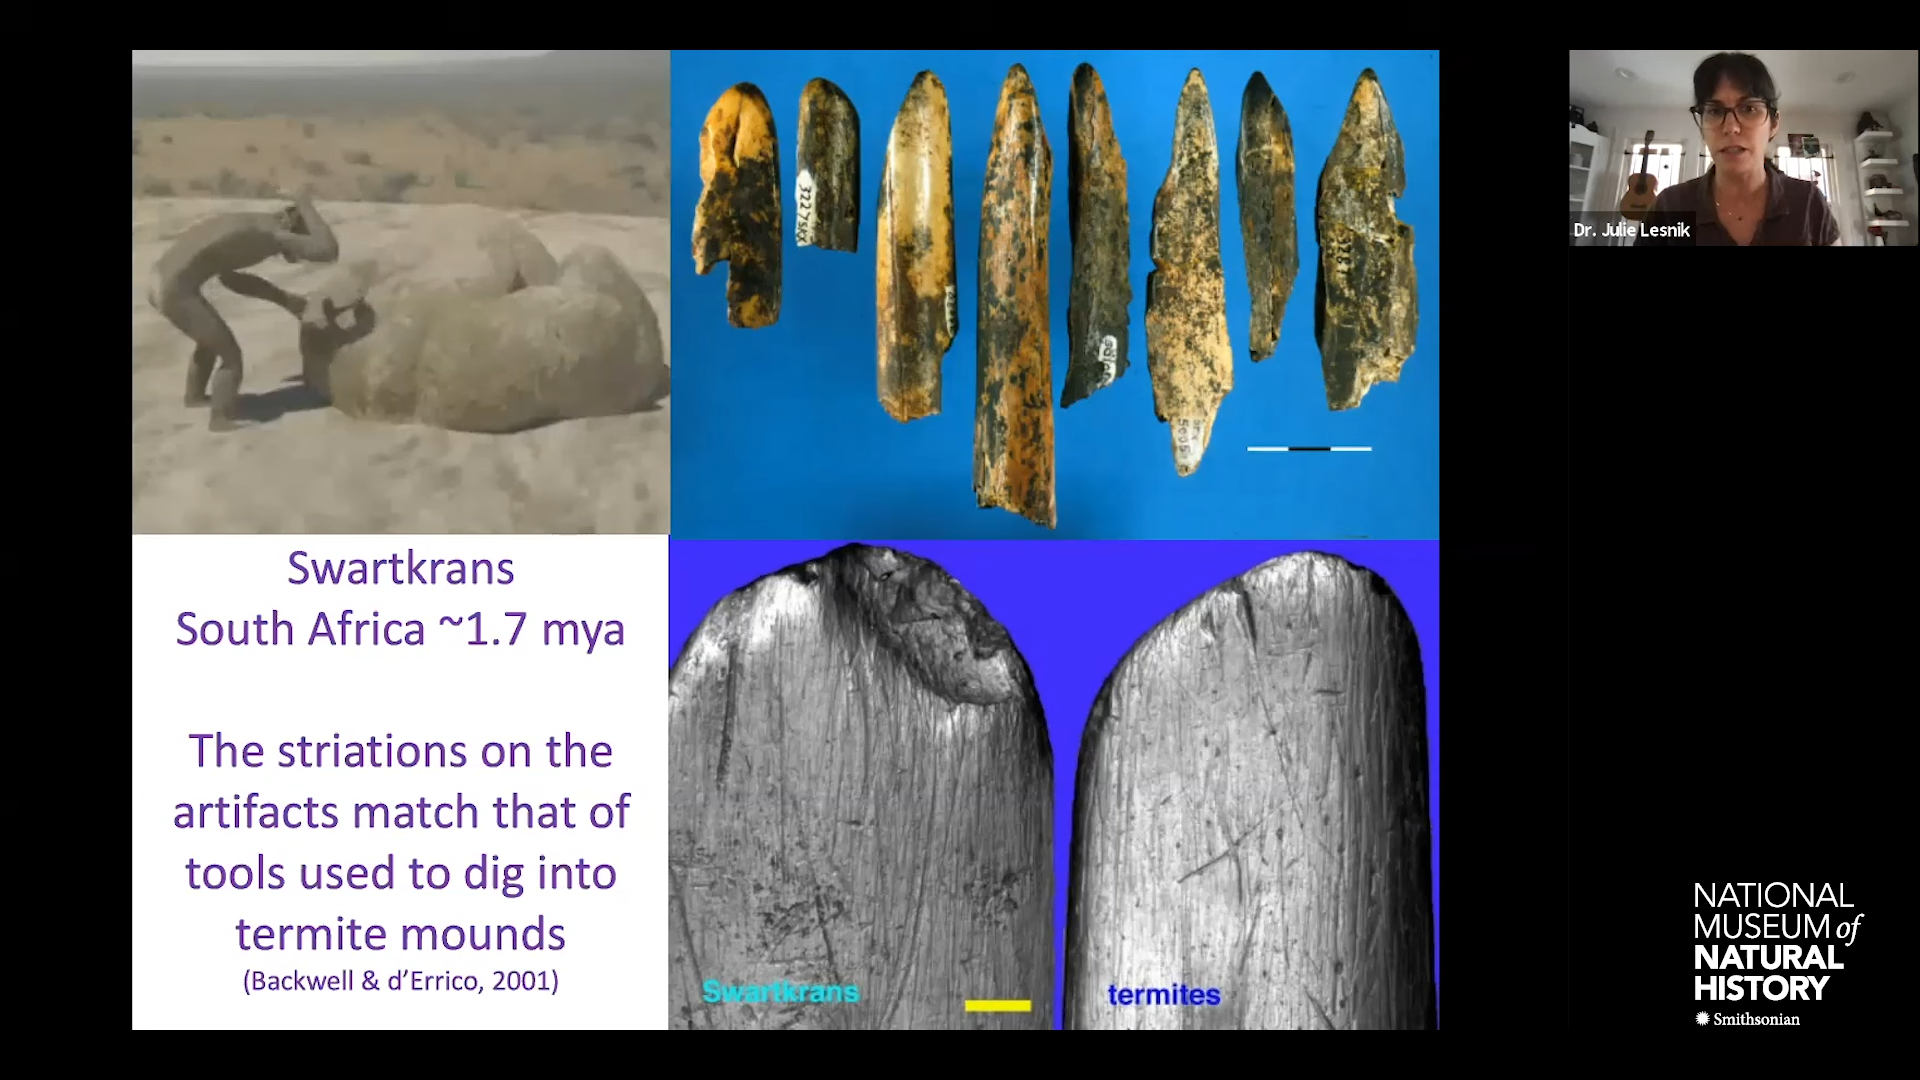 Swartkrans
South Africa ~1.7 mya
The striations on the
artifacts match that of
tools used to dig into
termite mounds
(Backwell & d'Errico, 2001)
Swartkrans
termites
Dr. Julie Lesnik
NATIONAL
MUSEUM of
NATURAL
HISTORY
Smithsonian